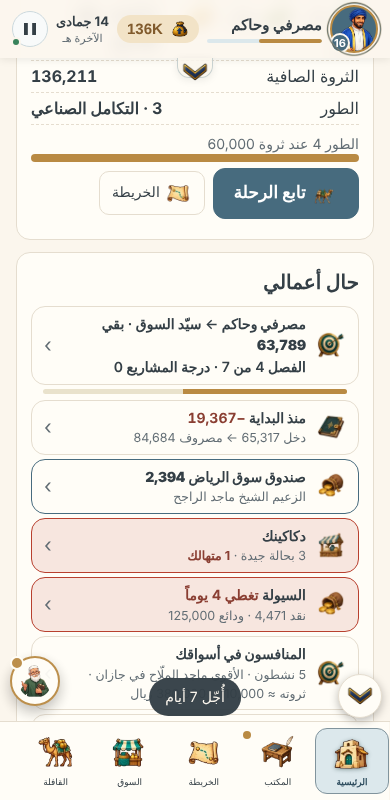 مصرفي وحاكم
16
136K
14 جمادى
الآخرة هـ
الثروة الصافية
136,211
الطور
3 · التكامل الصناعي
الطور 4 عند ثروة 60,000
تابع الرحلة
الخريطة
حال أعمالي
مصرفي وحاكم ← سيّد السوق · بقي
63,789
الفصل 4 من 7 · درجة المشاريع 0
منذ البداية −19,367
دخل 65,317 ← مصروف 84,684
صندوق سوق الرياض 2,394
الزعيم الشيخ ماجد الراجح
دكاكينك
3 بحالة جيدة · 1 متهالك
السيولة تغطي 4 يوماً
نقد 4,471 · ودائع 125,000
المنافسون في أسواقك
5 نشطون · الأقوى ماجد الملّاح في جازان ·
ثروته ≈
ريال
أُجّل 7 أيام
الرئيسية
المكتب
الخريطة
السوق
القافلة